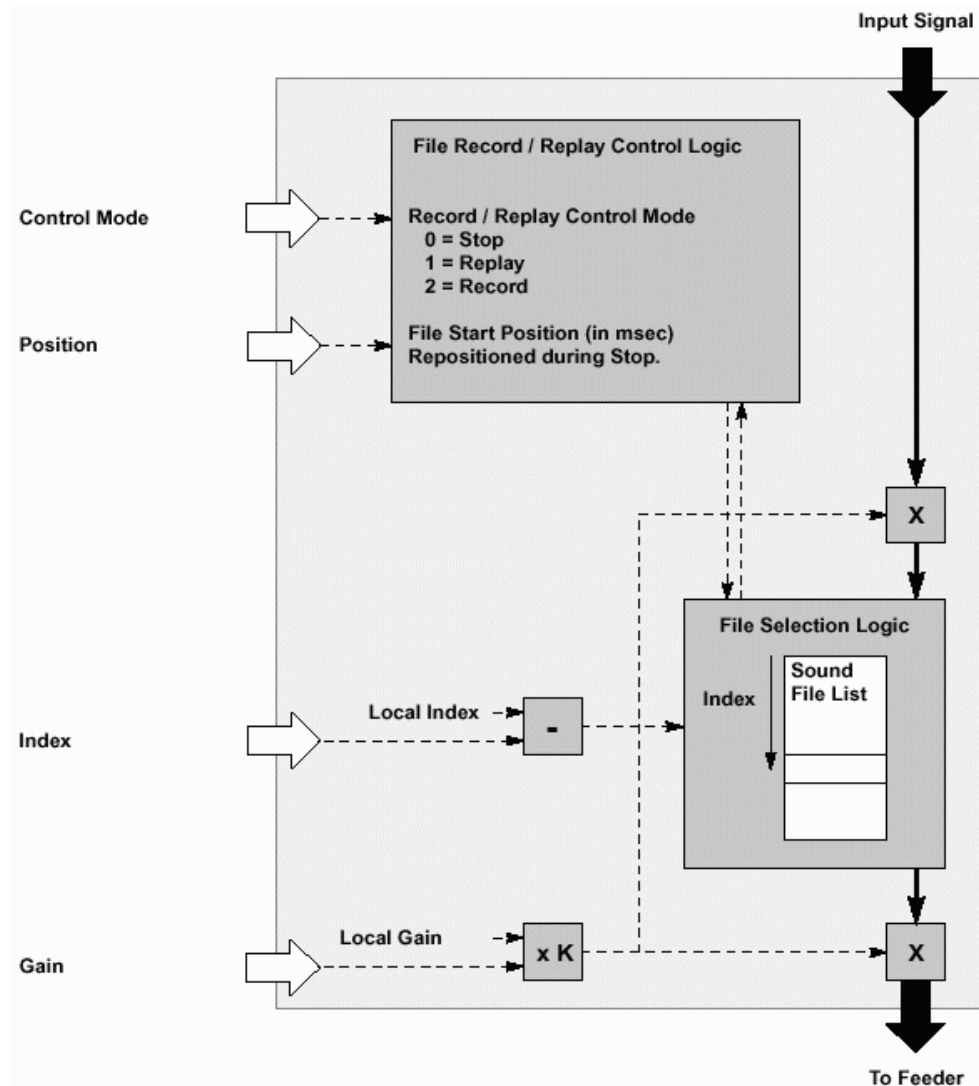 Input Signal
File Record / Replay Control Logic
Control Mode
Record / Replay Control Mode
0 = Stop
1 = Replay
2 = Record
Position
File Start Position (in msec)
Repositioned during Stop.
X
File Selection Logic
Sound
File List
Index
Local Index
-
Index
Local Gain
x K
X
Gain
To Feeder